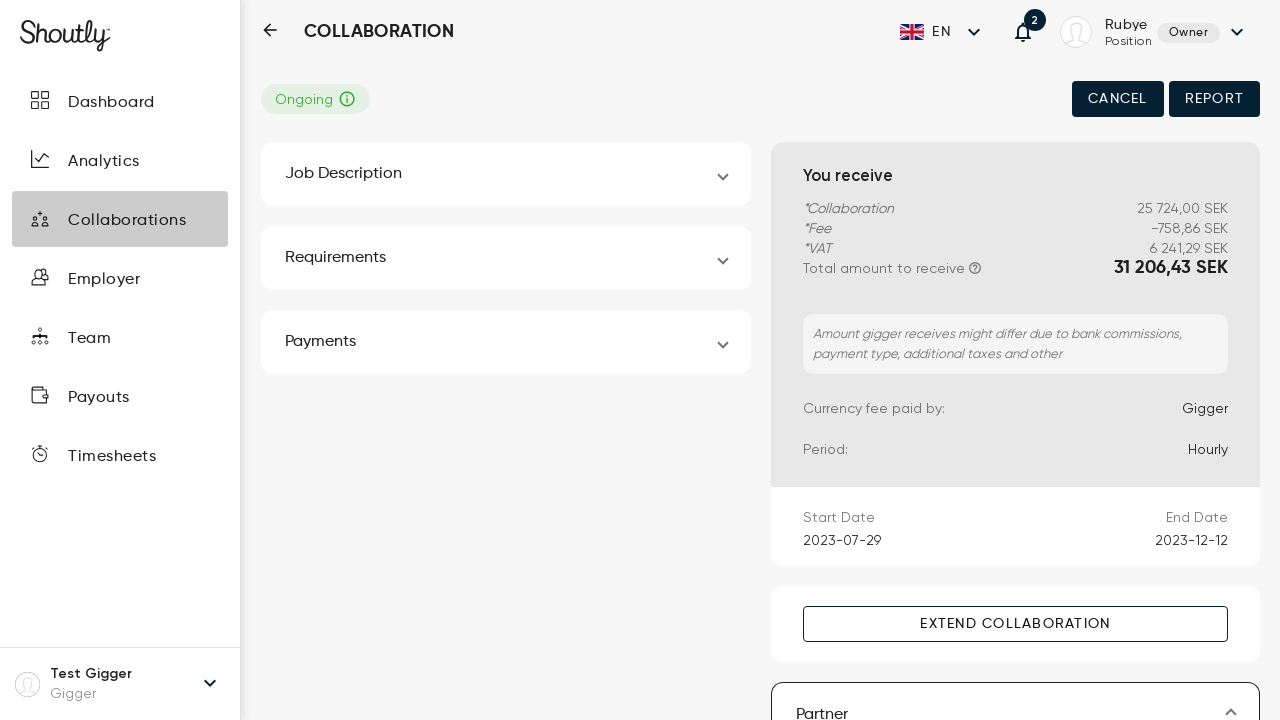 Shoutly
COLLABORATION
EN
2
Rubye
Position
Owner
Dashboard
Analytics
Collaborations
Employer
Team
Payouts
Timesheets
Test Gigger
Gigger
Ongoing
CANCEL
REPORT
Job Description
Requirements
Payments
You receive
*Collaboration 25 724,00 SEK
*Fee -758,86 SEK
*VAT 6 241,29 SEK
Total amount to receive 31 206,43 SEK
Amount gigger receives might differ due to bank commissions,
payment type, additional taxes and other
Currency fee paid by: Gigger
Period: Hourly
Start Date End Date
2023-07-29 2023-12-12
EXTEND COLLABORATION
Partner